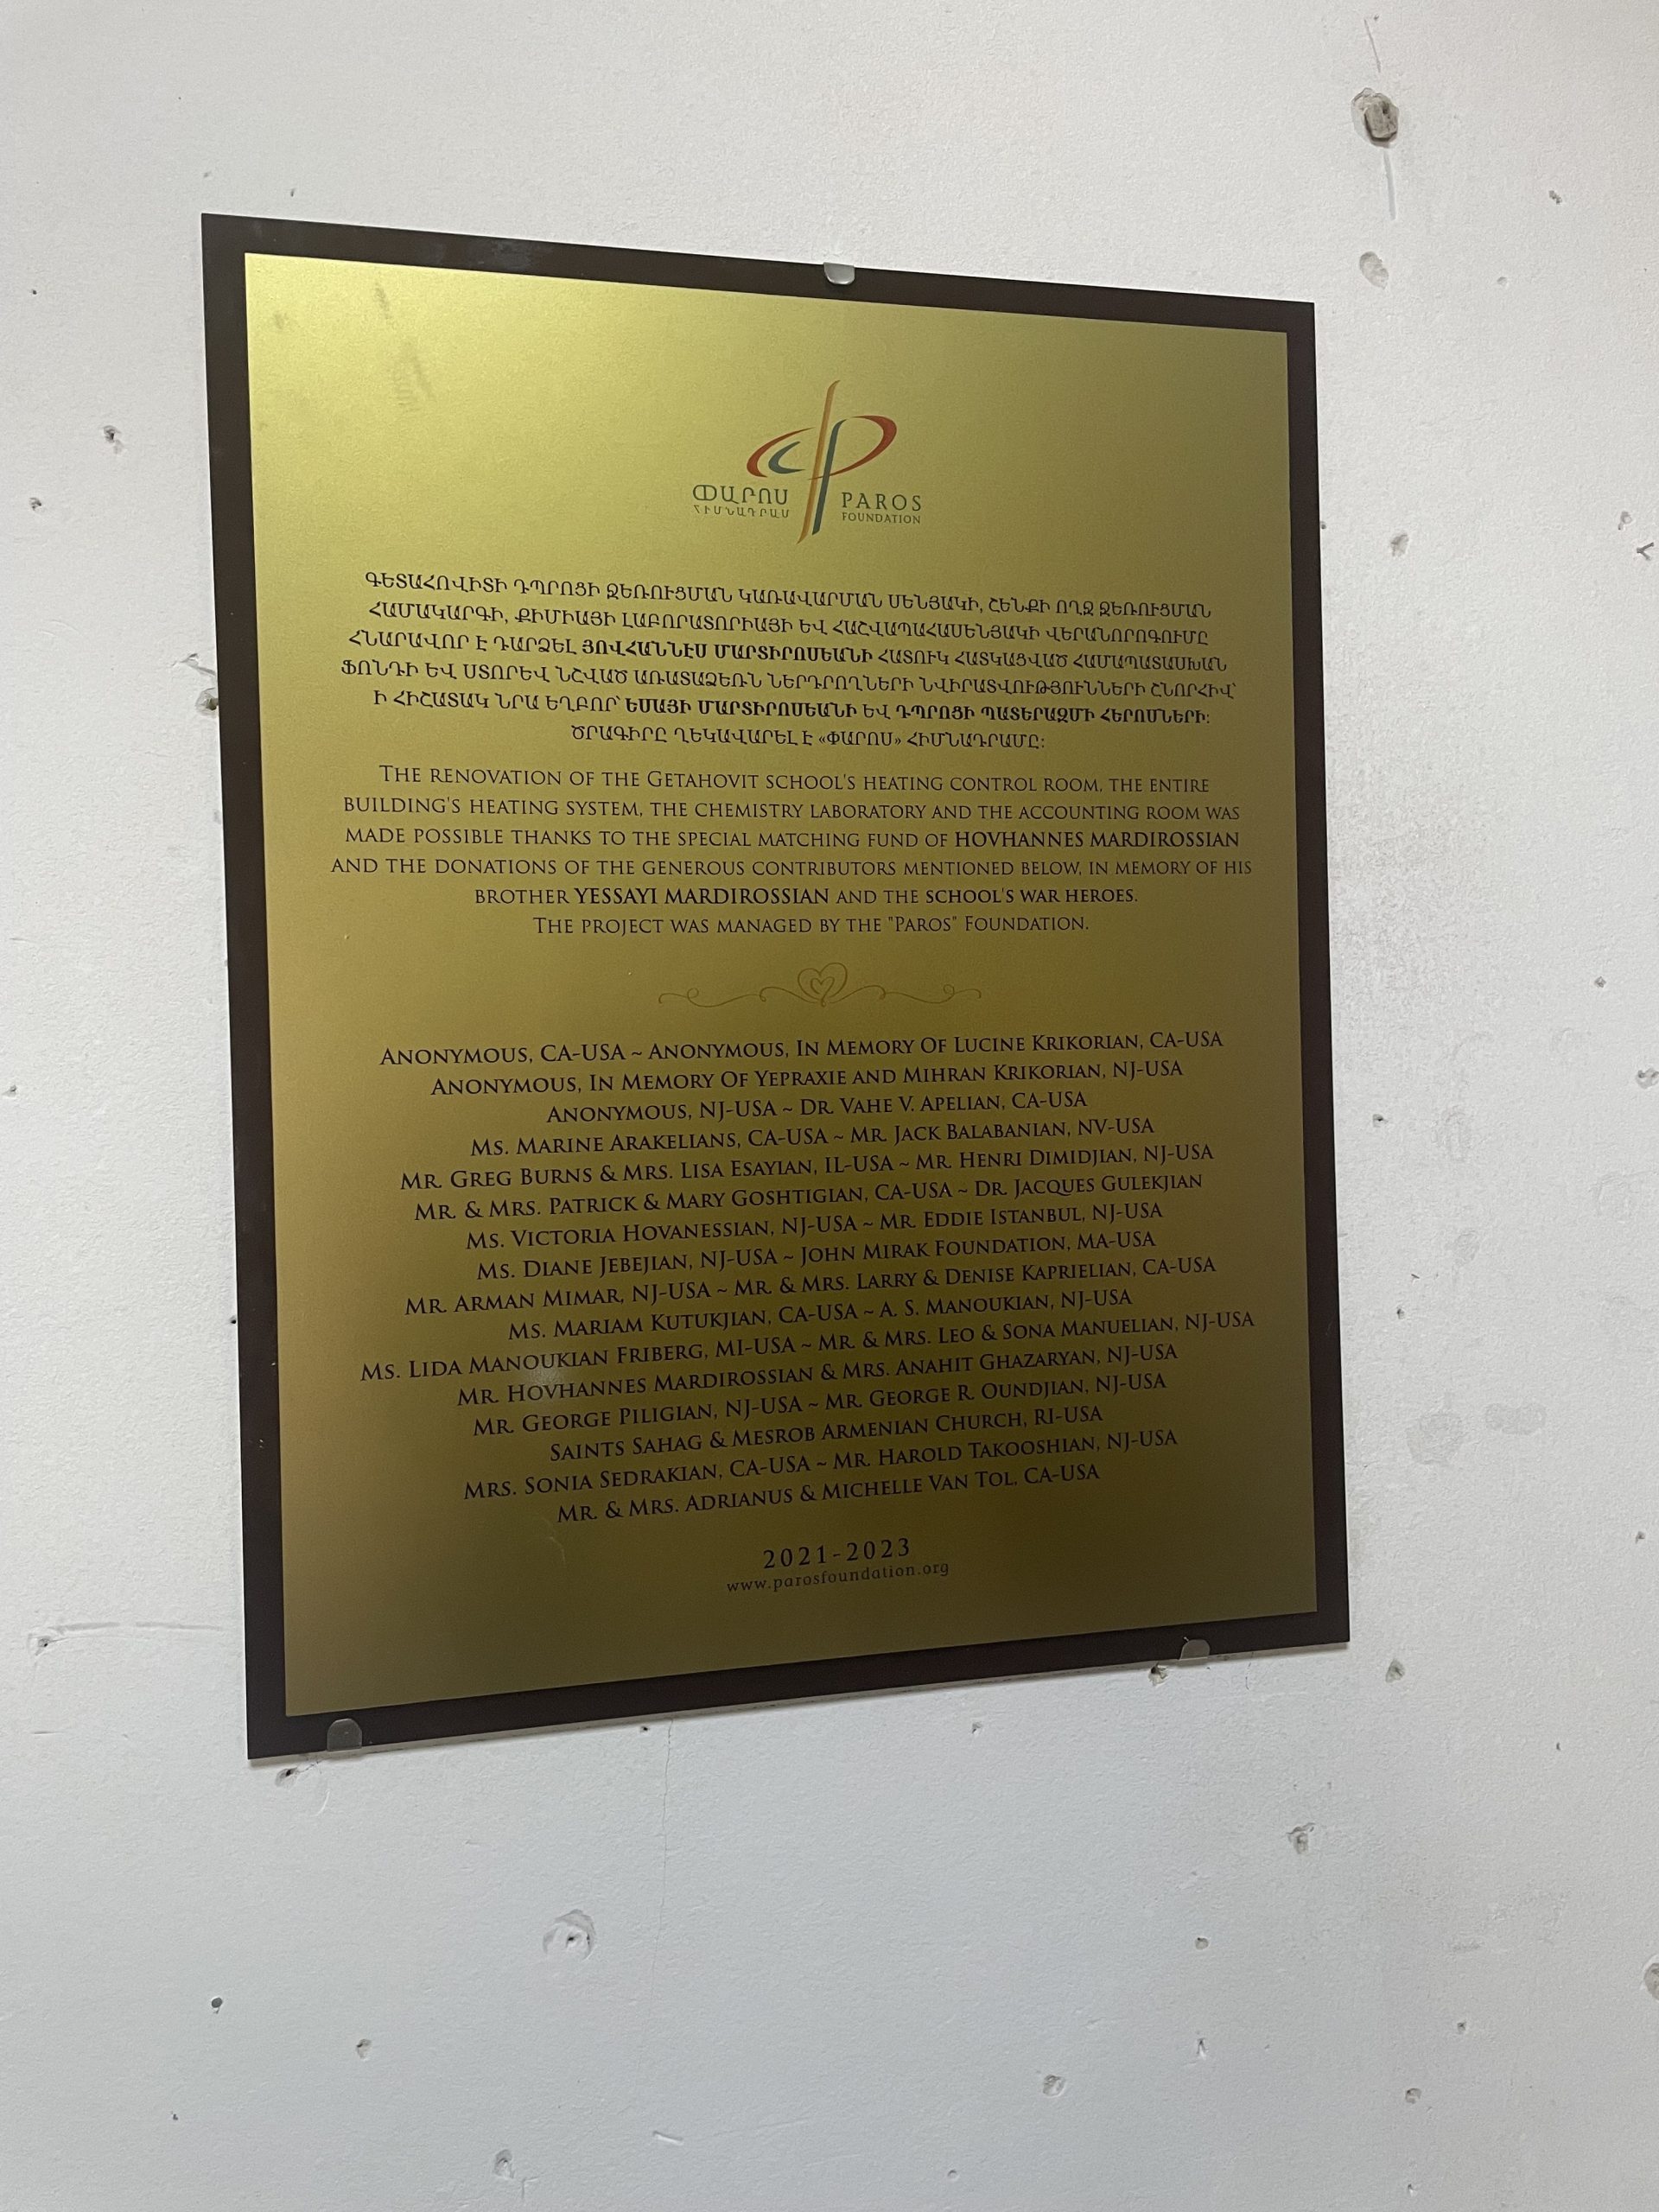 ՓԱՐՈՍ
ՀԻՄՆԱԴՐԱՄ
PAROS
FOUNDATION
ԳԵՏԱՀՈՎԻՏԻ ԴՊՐՈՑԻ ՋԵՌՈՒՑՄԱՆ ԿԱՌԱՎԱՐՄԱՆ ՍԵՆՅԱԿԻ, ՇԵՆՔԻ ՈՂՋ ՋԵՌՈՒՑՄԱՆ
ՀԱՄԱԿԱՐԳԻ, ՔԻՄԻԱՅԻ ԼԱԲՈՐԱՏՈՐԻԱՅԻ ԵՎ ՀԱՇՎԱՊԱՀԱՍԵՆՅԱԿԻ ՎԵՐԱՆՈՐՈԳՈՒՄԸ
ՀՆԱՐԱՎՈՐ Է ԴԱՐՁԵԼ ՅՈՎՀԱՆՆԷՍ ՄԱՐՏԻՐՈՍԵԱՆԻ ՀԱՏՈՒԿ ՀԱՏԿԱՑՎԱԾ ՀԱՄԱՊԱՏԱՍԽԱՆ
ՖՈՆԴԻ ԵՎ ՍՏՈՐԵՎ ՆՇՎԱԾ ԱՌԱՏԱՁԵՌՆ ՆԵՐԴՐՈՂՆԵՐԻ ՆՎԻՐԱՏՎՈՒԹՅՈՒՆՆԵՐԻ ՇՆՈՐՀԻՎ՝
Ի ՀԻՇԱՏԱԿ ՆՐԱ ԵՂԲՈՐ՝ ԵՍԱՅԻ ՄԱՐՏԻՐՈՍԵԱՆԻ ԵՎ ԴՊՐՈՑԻ ՊԱՏԵՐԱԶՄԻ ՀԵՐՈՍՆԵՐԻ:
ԾՐԱԳԻՐԸ ՂԵԿԱՎԱՐԵԼ Է «ՓԱՐՈՍ» ՀԻՄՆԱԴՐԱՄԸ:
THE RENOVATION OF THE GETAHOVIT SCHOOL'S HEATING CONTROL ROOM, THE ENTIRE
BUILDING'S HEATING SYSTEM, THE CHEMISTRY LABORATORY AND THE ACCOUNTING ROOM WAS
MADE POSSIBLE THANKS TO THE SPECIAL MATCHING FUND OF HOVHANNES MARDIROSSIAN
AND THE DONATIONS OF THE GENEROUS CONTRIBUTORS MENTIONED BELOW, IN MEMORY OF HIS
BROTHER YESSAYI MARDIROSSIAN AND THE SCHOOL'S WAR HEROES.
THE PROJECT WAS MANAGED BY THE "PAROS" FOUNDATION.
ANONYMOUS, CA-USA ~ ANONYMOUS, IN MEMORY OF LUCINE KRIKORIAN, CA-USA
ANONYMOUS, IN MEMORY OF YEPRAXIE AND MIHRAN KRIKORIAN, NJ-USA
ANONYMOUS, NJ-USA ~ DR. VAHE V. APELIAN, CA-USA
MS. MARINE ARAKELIANS, CA-USA ~ MR. JACK BALABANIAN, NV-USA
MR. GREG BURNS & MRS. LISA ESAYIAN, IL-USA ~ MR. HENRI DIMIDJIAN, NJ-USA
MR. & MRS. PATRICK & MARY GOSHTIGIAN, CA-USA ~ DR. JACQUES GULEKJIAN
MS. VICTORIA HOVANESSIAN, NJ-USA ~ MR. EDDIE ISTANBUL, NJ-USA
MS. DIANE JEBEJIAN, NJ-USA ~ JOHN MIRAK FOUNDATION, MA-USA
MR. ARMAN MIMAR, NJ-USA ~ MR. & MRS. LARRY & DENISE KAPRIELIAN, CA-USA
MS. MARIAM KUTUKJIAN, CA-USA ~ A. S. MANOUKIAN, NJ-USA
MS. LIDA MANOUKIAN FRIBERG, MI-USA ~ MR. & MRS. LEO & SONA MANUELIAN, NJ-USA
MR. HOVHANNES MARDIROSSIAN & MRS. ANAHIT GHAZARYAN, NJ-USA
MR. GEORGE PILIGIAN, NJ-USA ~ MR. GEORGE R. OUNDJIAN, NJ-USA
SAINTS SAHAG & MESROB ARMENIAN CHURCH, RI-USA
MRS. SONIA SEDRAKIAN, CA-USA ~ MR. HAROLD TAKOOSHIAN, NJ-USA
MR. & MRS. ADRIANUS & MICHELLE VAN TOL, CA-USA
2021-2023
www.parosfoundation.org